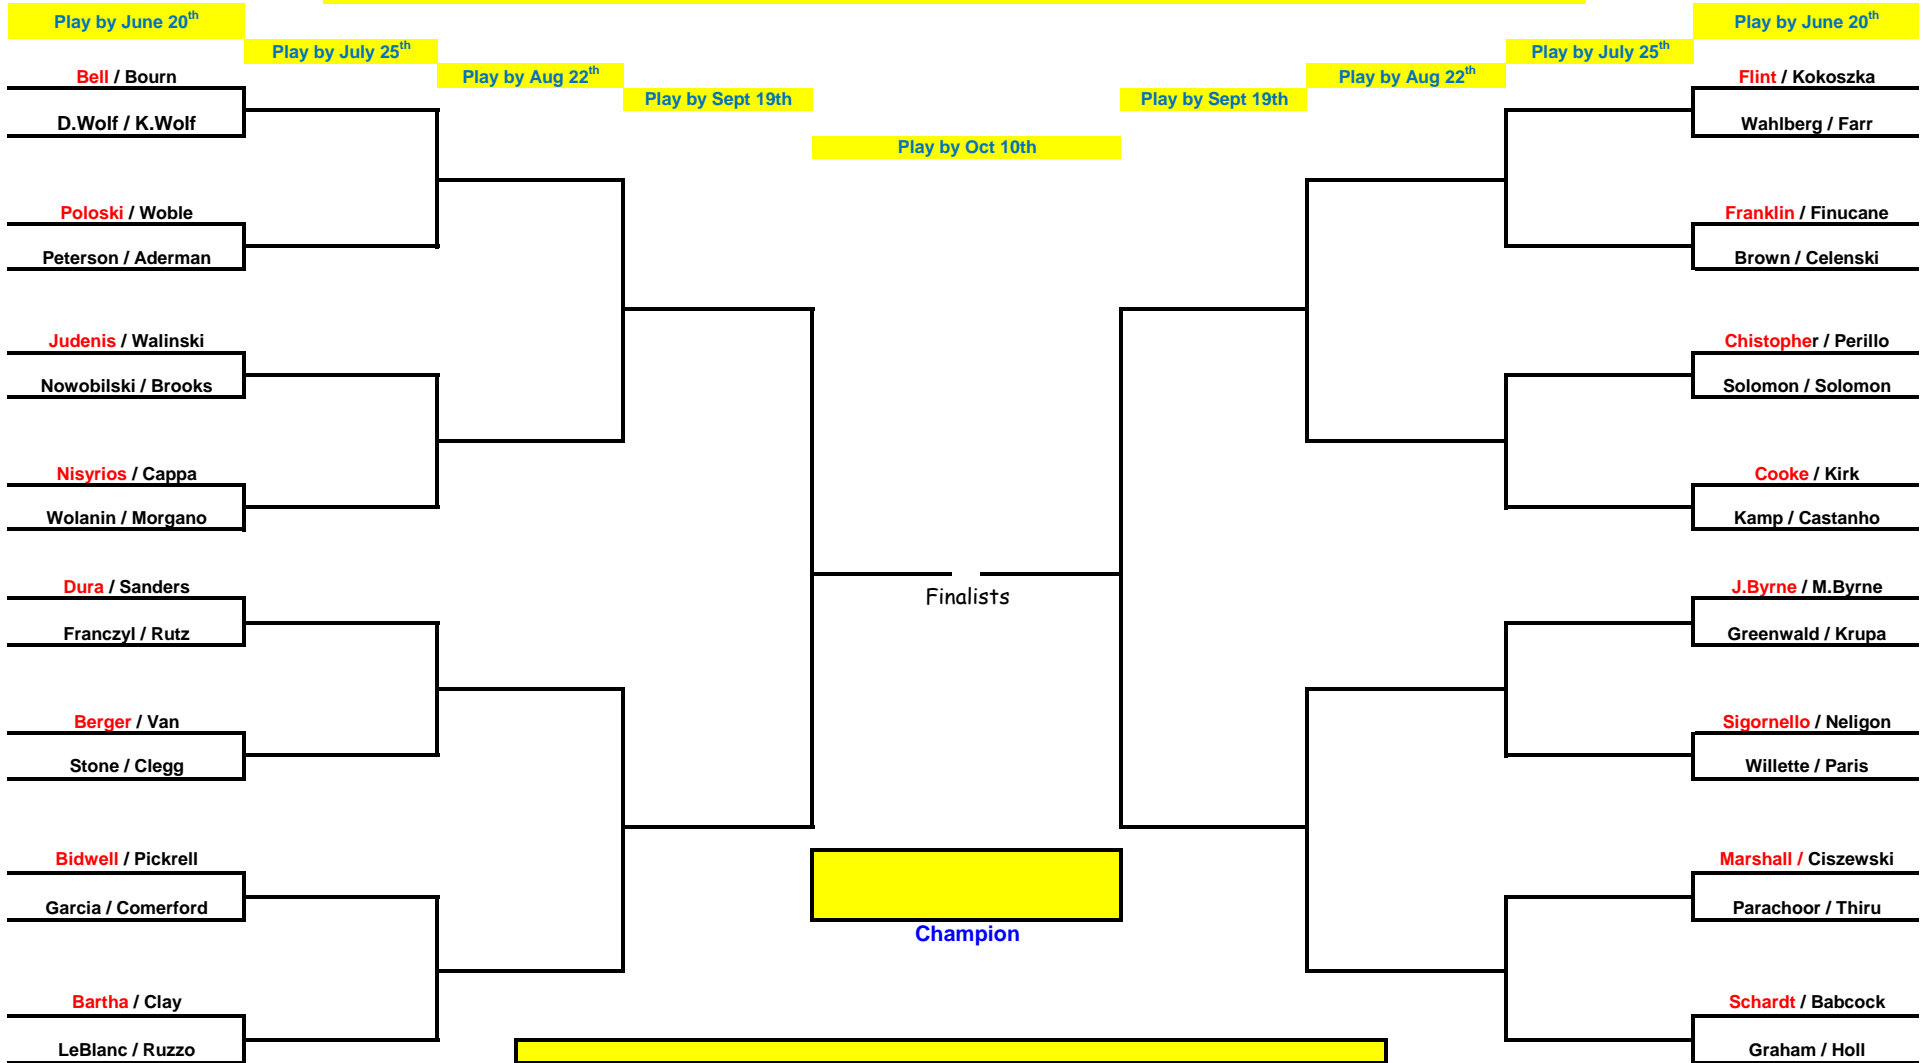 Play by June 20th
Play by June 20th
Play by July 25th
Play by July 25th
Play by Aug 22th
Play by Aug 22th
Play by Sept 19th
Play by Sept 19th
Play by Oct 10th
Bell / Bourn
D.Wolf / K.Wolf
Poloski / Woble
Peterson / Aderman
Judenis / Walinski
Nowobilski / Brooks
Nisyrios / Cappa
Wolanin / Morgano
Dura / Sanders
Franczyl / Rutz
Berger / Van
Stone / Clegg
Bidwell / Pickrell
Garcia / Comerford
Bartha / Clay
LeBlanc / Ruzzo
Finalists
Champion
Flint / Kokoszka
Wahlberg / Farr
Franklin / Finucane
Brown / Celenski
Chistopher / Perillo
Solomon / Solomon
Cooke / Kirk
Kamp / Castanho
J.Byrne / M.Byrne
Greenwald / Krupa
Sigornello / Neligon
Willette / Paris
Marshall / Ciszewski
Parachoor / Thiru
Schardt / Babcock
Graham / Holl